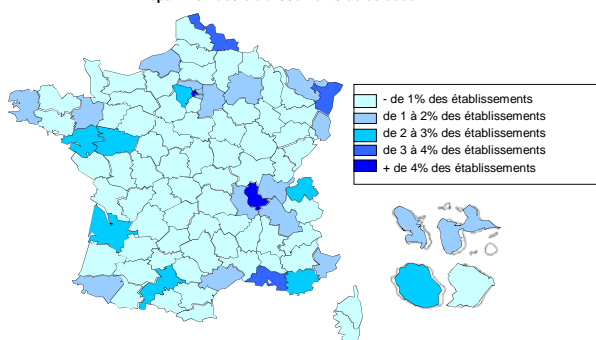 - de 1% des établissements
de 1 à 2% des établissements
de 2 à 3% des établissements
de 3 à 4% des établissements
+ de 4% des établissements